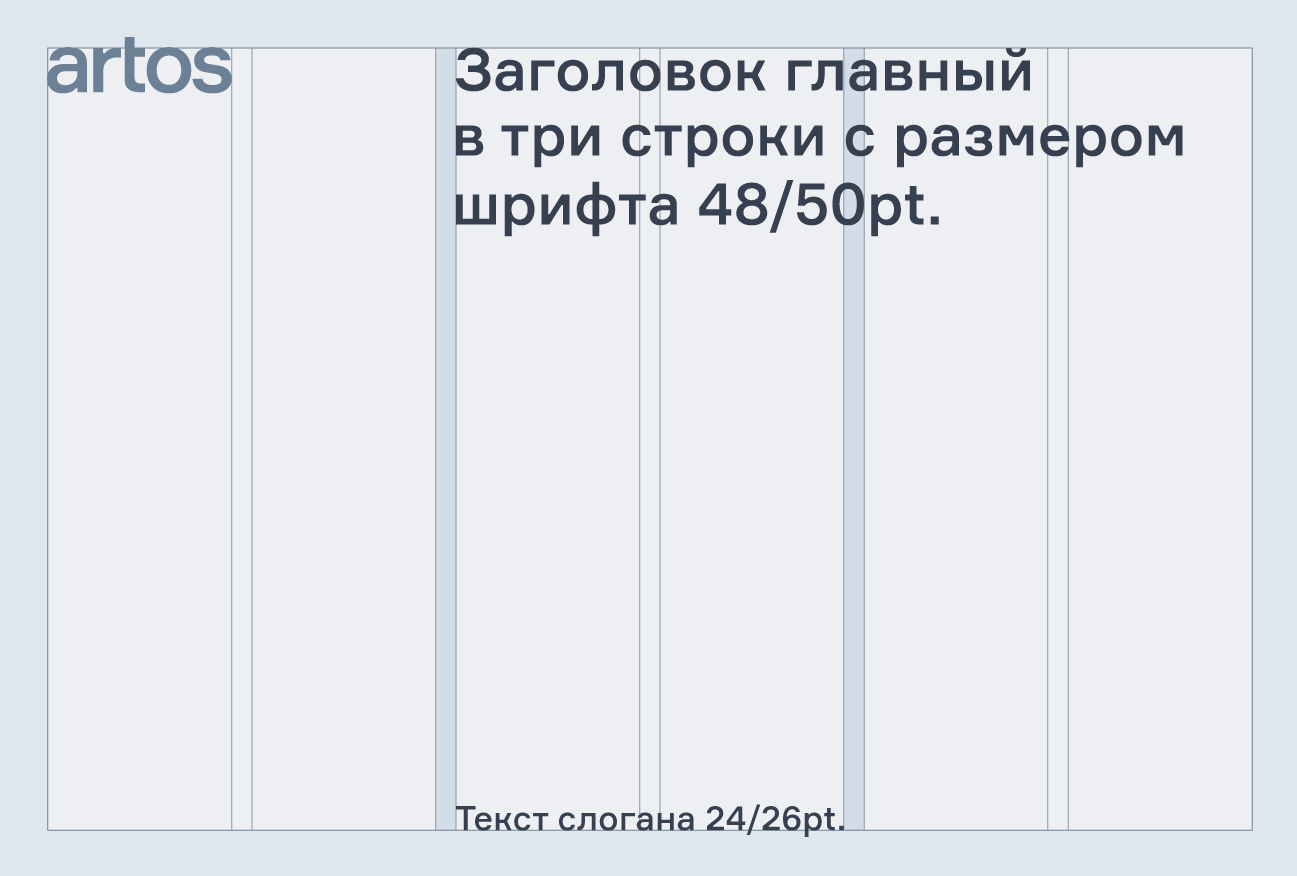 artos
Заголовок главный
в три строки с размером
шрифта 48/50pt.
Текст слогана 24/26pt.